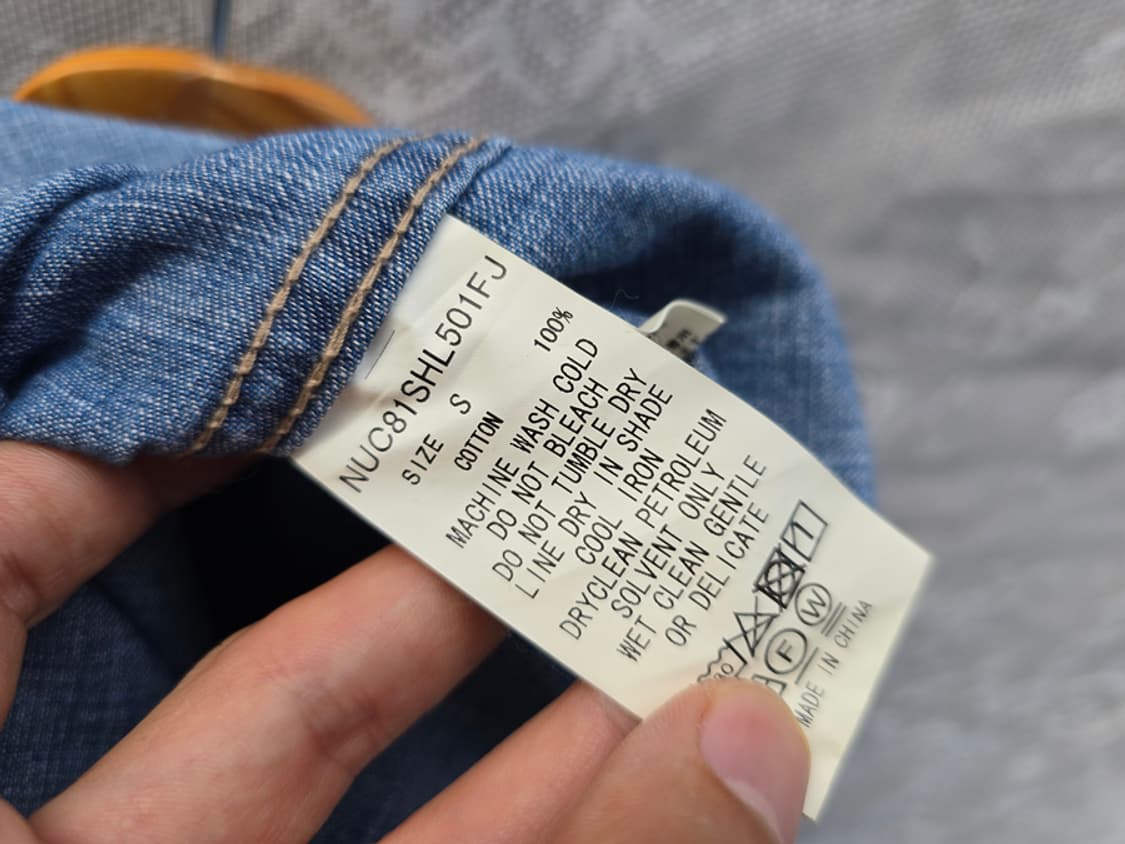 NUC81SHL501FJ
SIZE S
100% COTTON
MACHINE WASH COLD
DO NOT BLEACH
DO NOT TUMBLE DRY
LINE DRY IN SHADE
COOL IRON
DRYCLEAN PETROLEUM
SOLVENT ONLY
WET CLEAN GENTLE
OR DELICATE
F W
MADE IN CHINA